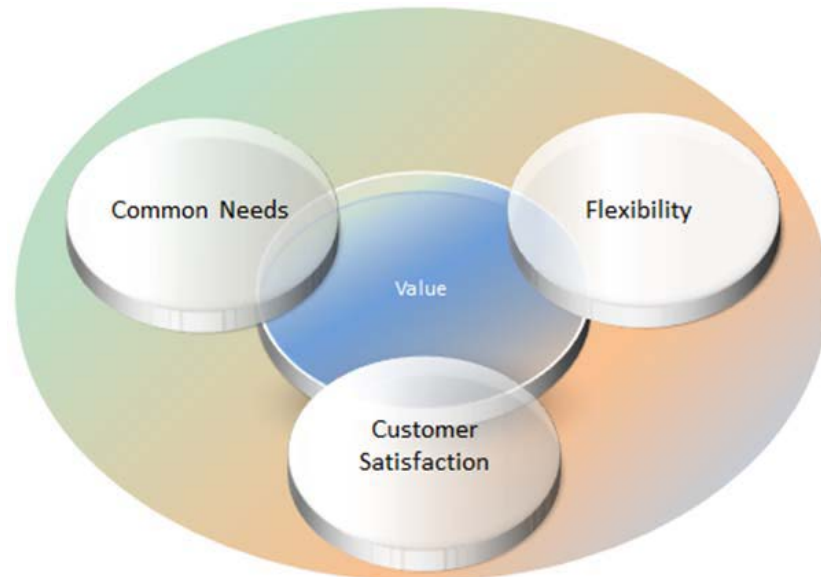 Common Needs
Flexibility
Value
Customer
Satisfaction